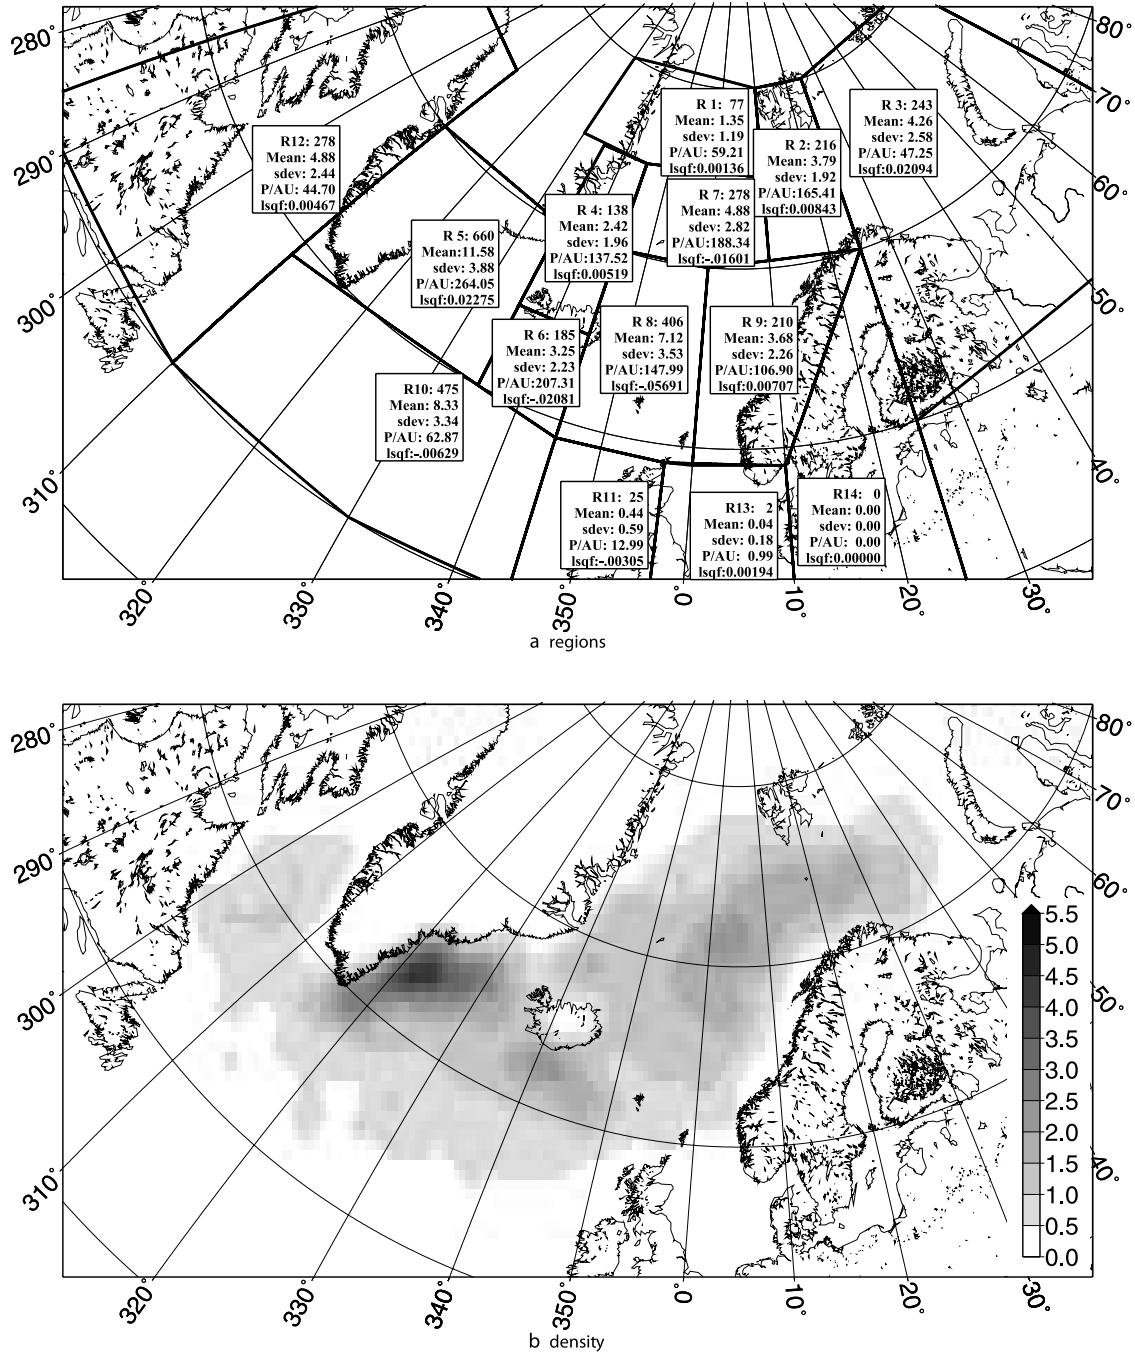 280°
290°
300°
310°
320°
330°
340°
350°
0°
10°
20°
30°
80°
70°
60°
50°
40°
R12: 278
Mean: 4.88
sdev: 2.44
P/AU: 44.70
lsqf:0.00467
R 1: 77
Mean: 1.35
sdev: 1.19
P/AU: 59.21
lsqf:0.00136
R 3: 243
Mean: 4.26
sdev: 2.58
P/AU: 47.25
lsqf:0.02094
R 2: 216
Mean: 3.79
sdev: 1.92
P/AU:165.41
lsqf:0.00843
R 7: 278
Mean: 4.88
sdev: 2.82
P/AU:188.34
lsqf:-.01601
R 4: 138
Mean: 2.42
sdev: 1.96
P/AU:137.52
lsqf:0.00519
R 5: 660
Mean:11.58
sdev: 3.88
P/AU:264.05
lsqf:0.02275
R 6: 185
Mean: 3.25
sdev: 2.23
P/AU:207.31
lsqf:-.02081
R 8: 406
Mean: 7.12
sdev: 3.53
P/AU:147.99
lsqf:-.05691
R 9: 210
Mean: 3.68
sdev: 2.26
P/AU:106.90
lsqf:0.00707
R10: 475
Mean: 8.33
sdev: 3.34
P/AU: 62.87
lsqf:-.00629
R11: 25
Mean: 0.44
sdev: 0.59
P/AU: 12.99
lsqf:-.00305
R13: 2
Mean: 0.04
sdev: 0.18
P/AU: 0.99
lsqf:0.00194
R14: 0
Mean: 0.00
sdev: 0.00
P/AU: 0.00
lsqf:0.00000
a regions
280°
290°
300°
310°
320°
330°
340°
350°
0°
10°
20°
30°
80°
70°
60°
50°
40°
5.5
5.0
4.5
4.0
3.5
3.0
2.5
2.0
1.5
1.0
0.5
0.0
b density